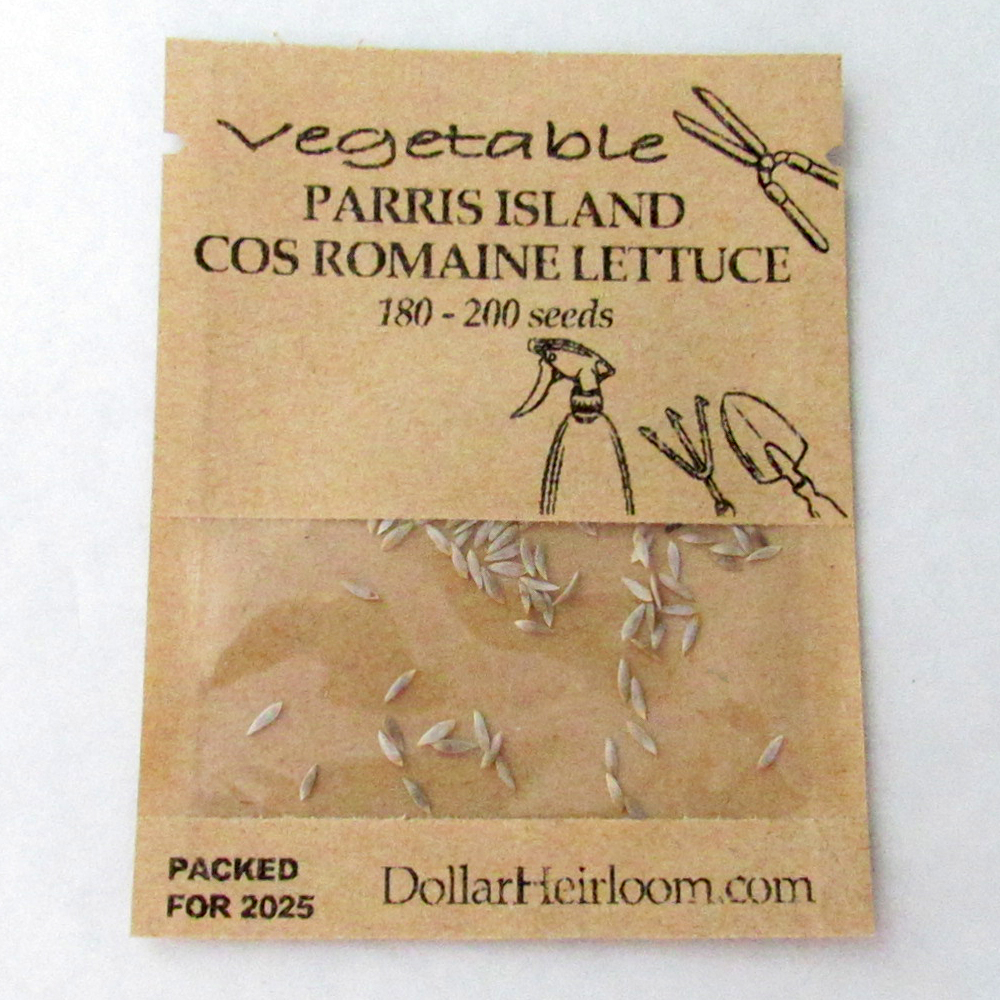 Vegetable
PARRIS ISLAND
COS ROMAINE LETTUCE
180 - 200 seeds
PACKED
FOR 2025
DollarHeirloom.com